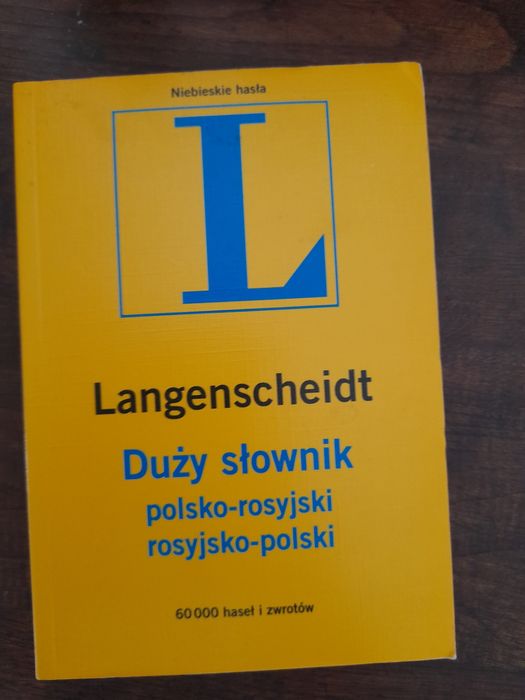 Niebieskie hasła
L
Langenscheidt
Duży słownik
polsko-rosyjski
rosyjsko-polski
60 000 haseł i zwrotów